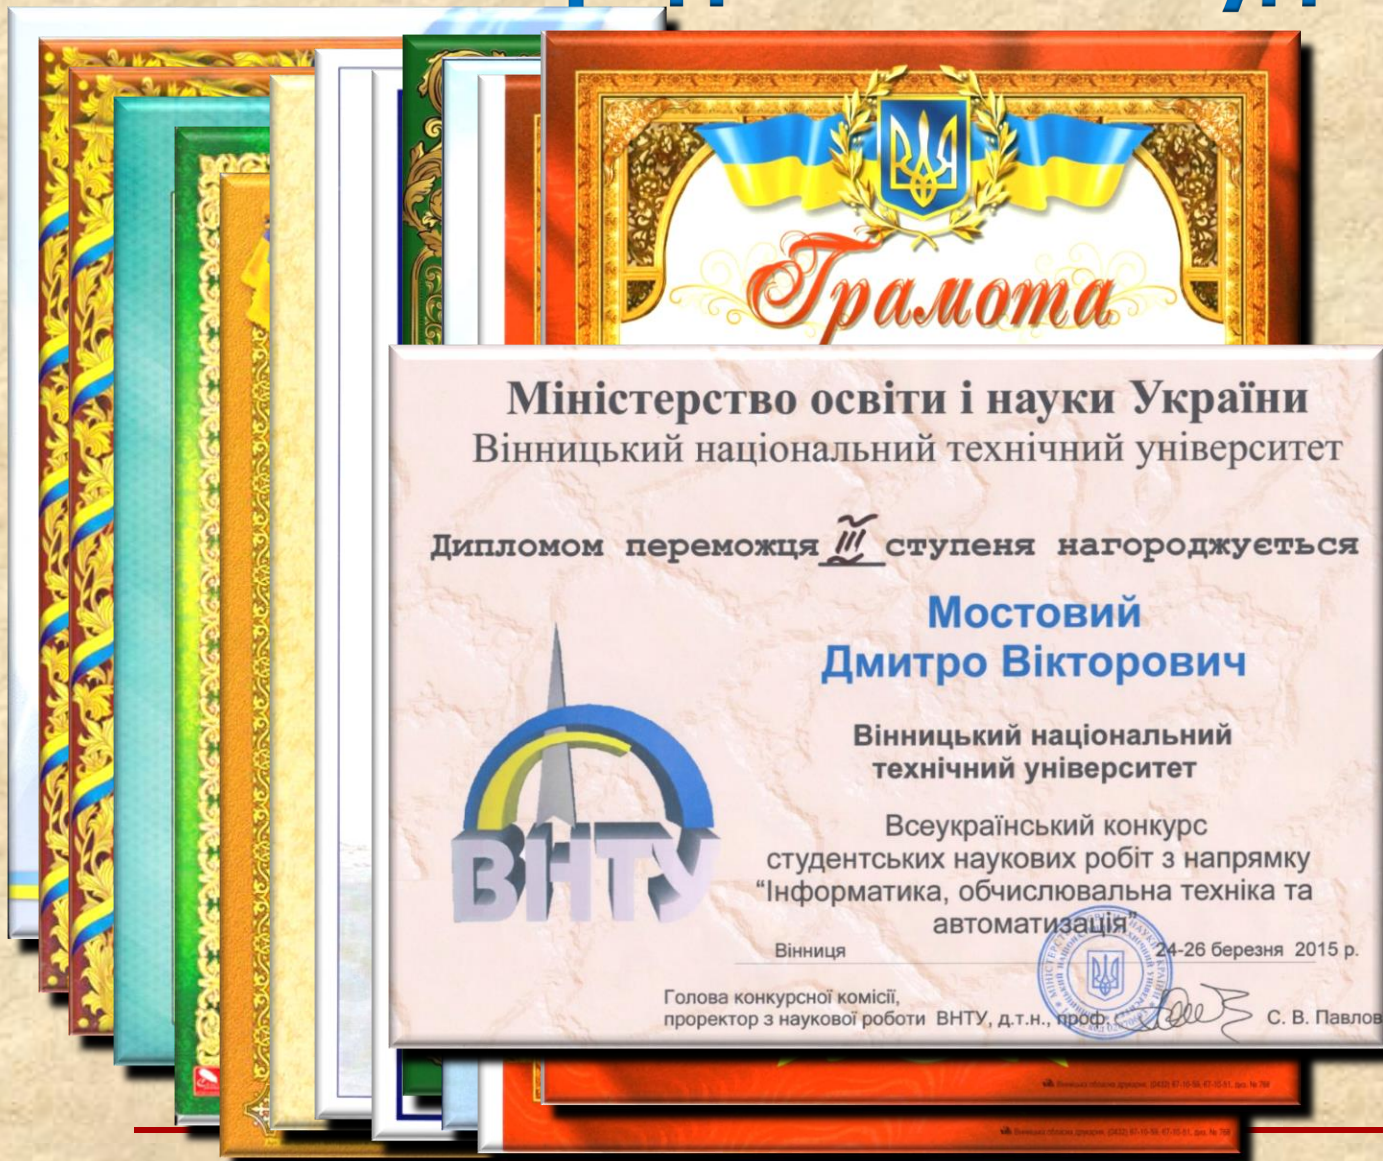 Грамота
Міністерство освіти і науки України
Вінницький національний технічний університет
Дипломом переможця III ступеня нагороджується
Мостовий
Дмитро Вікторович
Вінницький національний
технічний університет
ВНТУ
Всеукраїнський конкурс
студентських наукових робіт з напрямку
“Інформатика, обчислювальна техніка та
автоматизація”
Вінниця 24-26 березня 2015 р.
Голова конкурсної комісії,
проректор з наукової роботи ВНТУ, д.т.н., проф. С. В. Павлов